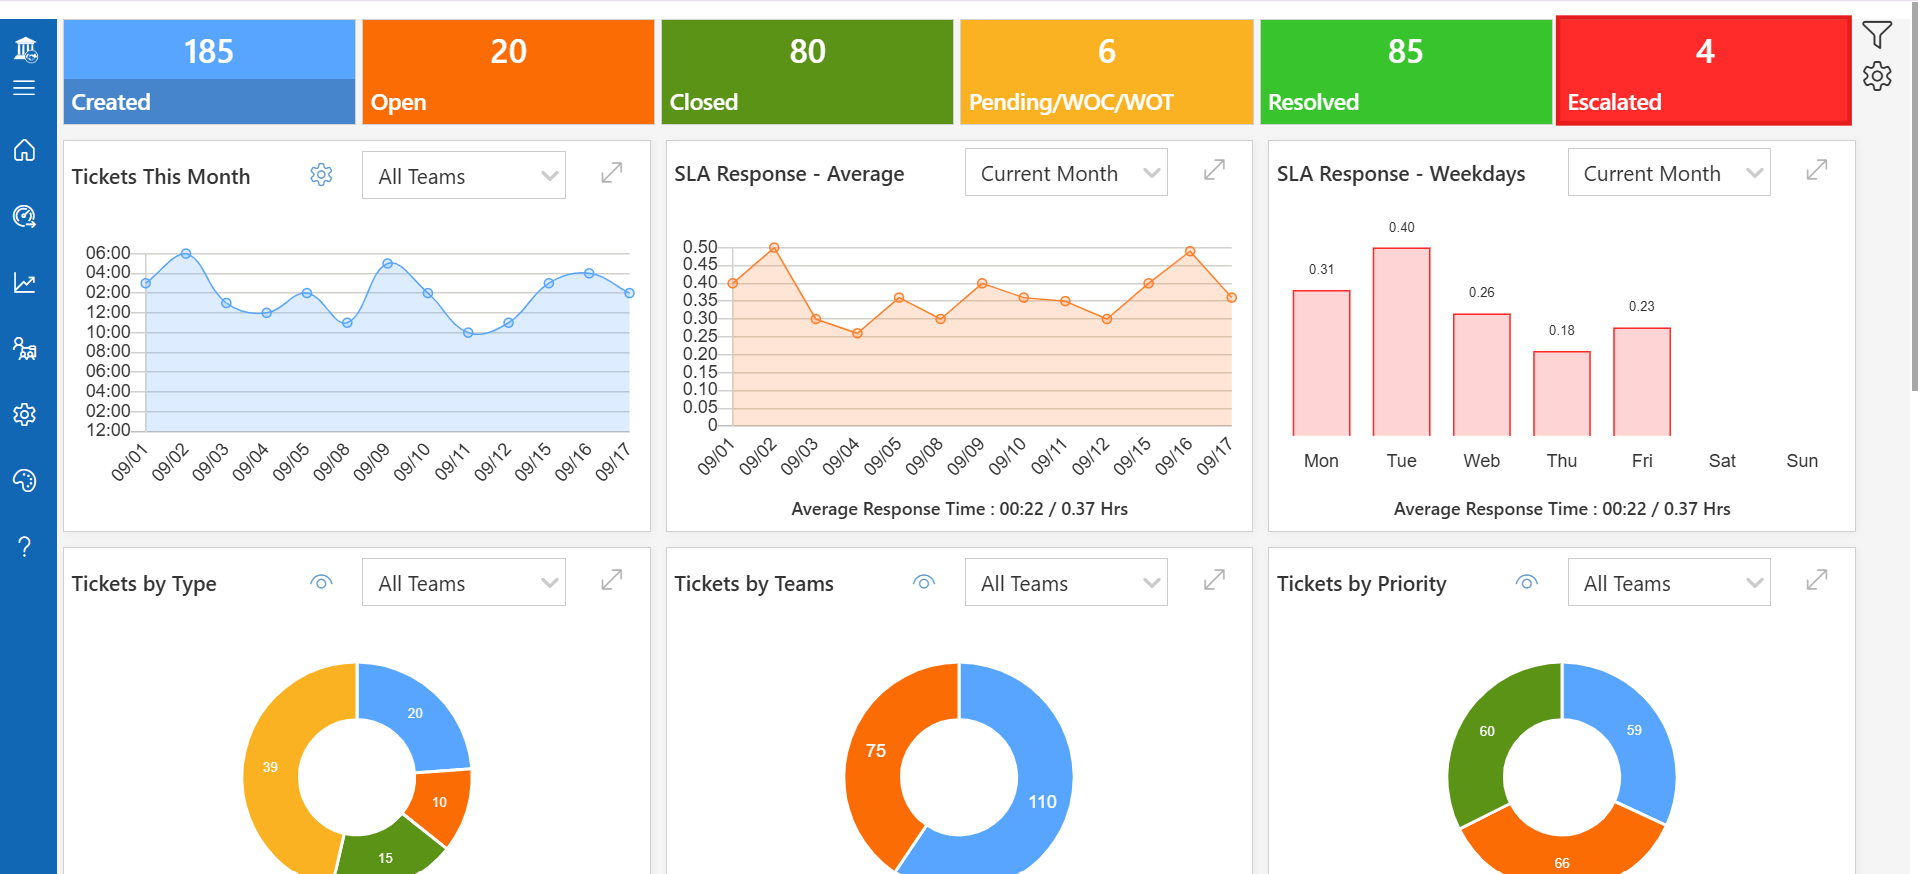 185
Created
20
Open
80
Closed
6
Pending/WOC/WOT
85
Resolved
4
Escalated
Tickets This Month
All Teams
06:00
04:00
02:00
12:00
10:00
08:00
06:00
04:00
02:00
12:00
09/01 09/02 09/03 09/04 09/05 09/08 09/09 09/10 09/11 09/12 09/15 09/16 09/17
SLA Response - Average
Current Month
0.50
0.45
0.40
0.35
0.30
0.25
0.20
0.15
0.10
0.05
0
09/01 09/02 09/03 09/04 09/05 09/08 09/09 09/10 09/11 09/12 09/15 09/16 09/17
Average Response Time : 00:22 / 0.37 Hrs
SLA Response - Weekdays
Current Month
0.31
0.40
0.26
0.18
0.23
Mon Tue Web Thu Fri Sat Sun
Average Response Time : 00:22 / 0.37 Hrs
Tickets by Type
All Teams
20
39
10
15
Tickets by Teams
All Teams
75
110
Tickets by Priority
All Teams
60
59
66
?